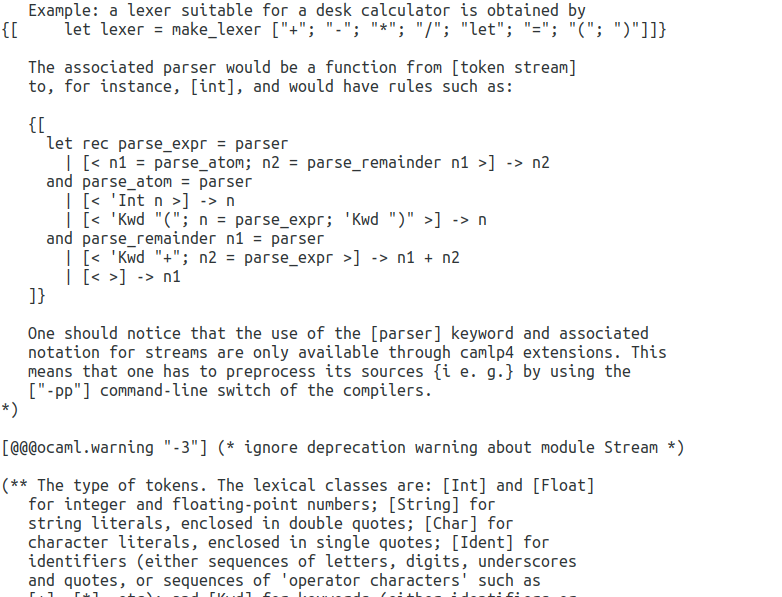 Example: a lexer suitable for a desk calculator is obtained by
{[     let lexer = make_lexer ["+"; "-"; "*"; "/"; "let"; "="; "("; ")"]]}
The associated parser would be a function from [token stream]
to, for instance, [int], and would have rules such as:
{[
let rec parse_expr = parser
| [< n1 = parse_atom; n2 = parse_remainder n1 >] -> n2
and parse_atom = parser
| [< 'Int n >] -> n
| [< 'Kwd "("; n = parse_expr; 'Kwd ")" >] -> n
and parse_remainder n1 = parser
| [< 'Kwd "+"; n2 = parse_expr >] -> n1 + n2
| [< >] -> n1
]}
One should notice that the use of the [parser] keyword and associated
notation for streams are only available through camlp4 extensions. This
means that one has to preprocess its sources {i e. g.} by using the
["-pp"] command-line switch of the compilers.
*)
[@@@ocaml.warning "-3"] (* ignore deprecation warning about module Stream *)
(** The type of tokens. The lexical classes are: [Int] and [Float]
for integer and floating-point numbers; [String] for
string literals, enclosed in double quotes; [Char] for
character literals, enclosed in single quotes; [Ident] for
identifiers (either sequences of letters, digits, underscores
and quotes, or sequences of 'operator characters' such as